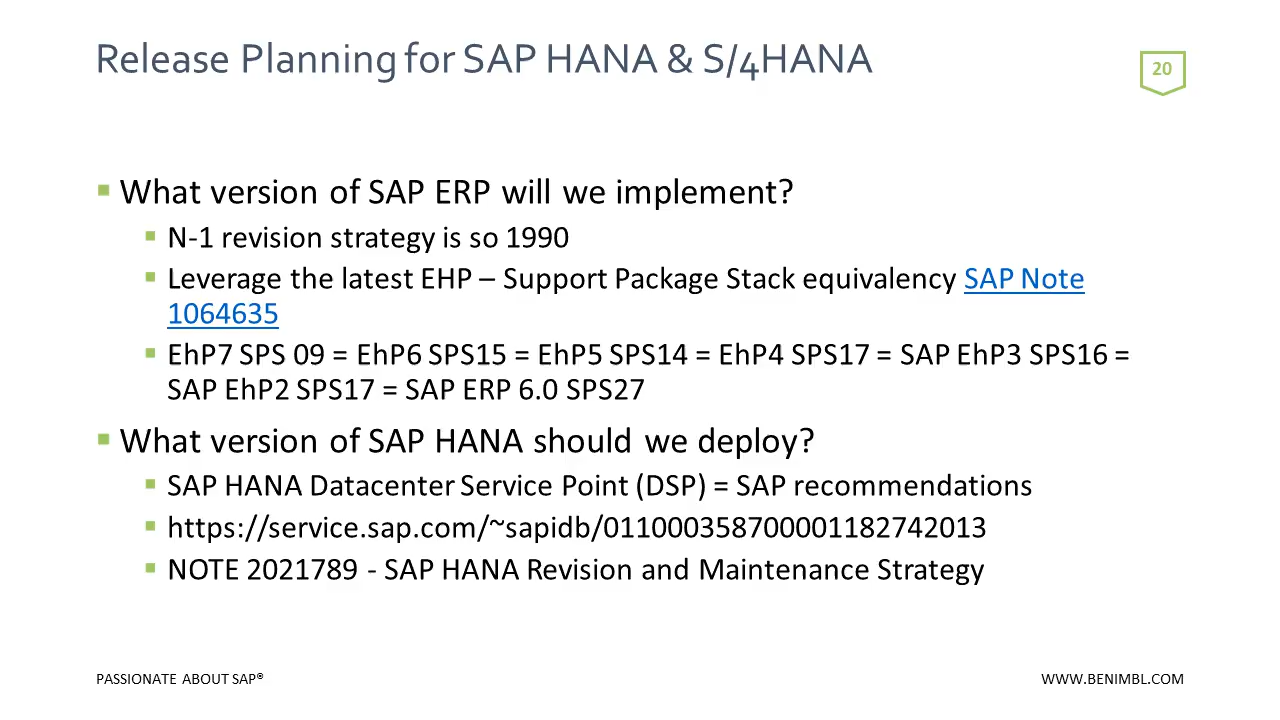 Release Planning for SAP HANA & S/4HANA
20
What version of SAP ERP will we implement?
N-1 revision strategy is so 1990
Leverage the latest EHP – Support Package Stack equivalency SAP Note
1064635
EhP7 SPS 09 = EhP6 SPS15 = EhP5 SPS14 = EhP4 SPS17 = SAP EhP3 SPS16 =
SAP EhP2 SPS17 = SAP ERP 6.0 SPS27
What version of SAP HANA should we deploy?
SAP HANA Datacenter Service Point (DSP) = SAP recommendations
https://service.sap.com/~sapidb/011000358700001182742013
NOTE 2021789 - SAP HANA Revision and Maintenance Strategy
PASSIONATE ABOUT SAP®
WWW.BENIMBL.COM